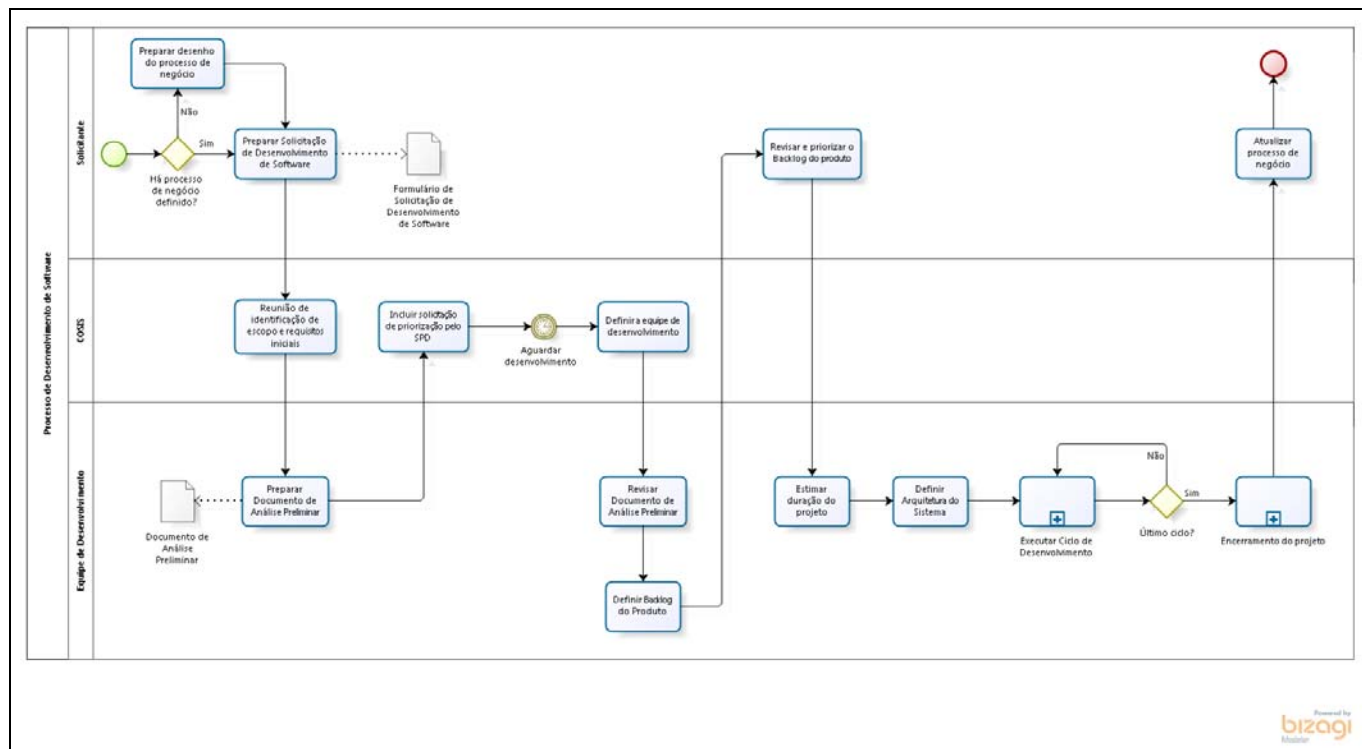 Processo de Desenvolvimento de Software
Solicitante
Preparar desenho
do processo de
negócio
Não
Sim
Há processo
de negócio
definido?
Preparar Solicitação
de Desenvolvimento
de Software
Formulário de
Solicitação de
Desenvolvimento
de Software
Revisar e priorizar o
Backlog do produto
Atualizar
processo de
negócio
COSIS
Reunião de
identificação de
escopo e requisitos
iniciais
Incluir solicitação
de priorização pelo
SPD
Aguardar
desenvolvimento
Definir a equipe de
desenvolvimento
Equipe de Desenvolvimento
Documento de
Análise
Preliminar
Preparar
Documento de
Análise Preliminar
Revisar
Documento de
Análise Preliminar
Definir Backlog
do Produto
Estimar
duração do
projeto
Definir
Arquitetura do
Sistema
Executar Ciclo de
Desenvolvimento
Não
Sim
Último ciclo?
Encerramento do projeto
Powered by
bizagi
Modeler